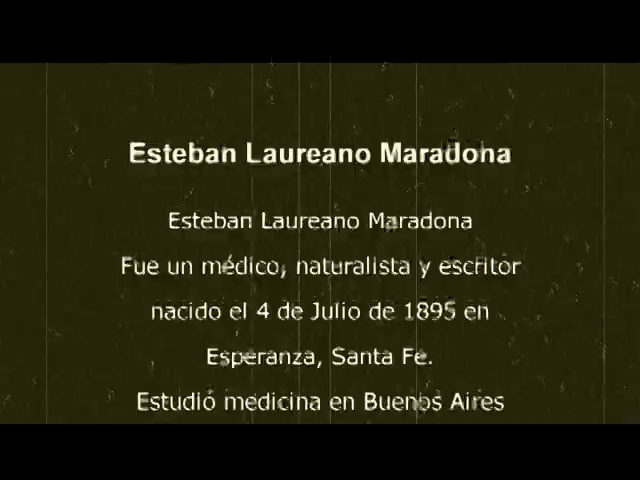 Esteban Laureano Maradona
Esteban Laureano Maradona
Fue un médico, naturalista y escritor
nacido el 4 de Julio de 1895 en
Esperanza, Santa Fe.
Estudió medicina en Buenos Aires